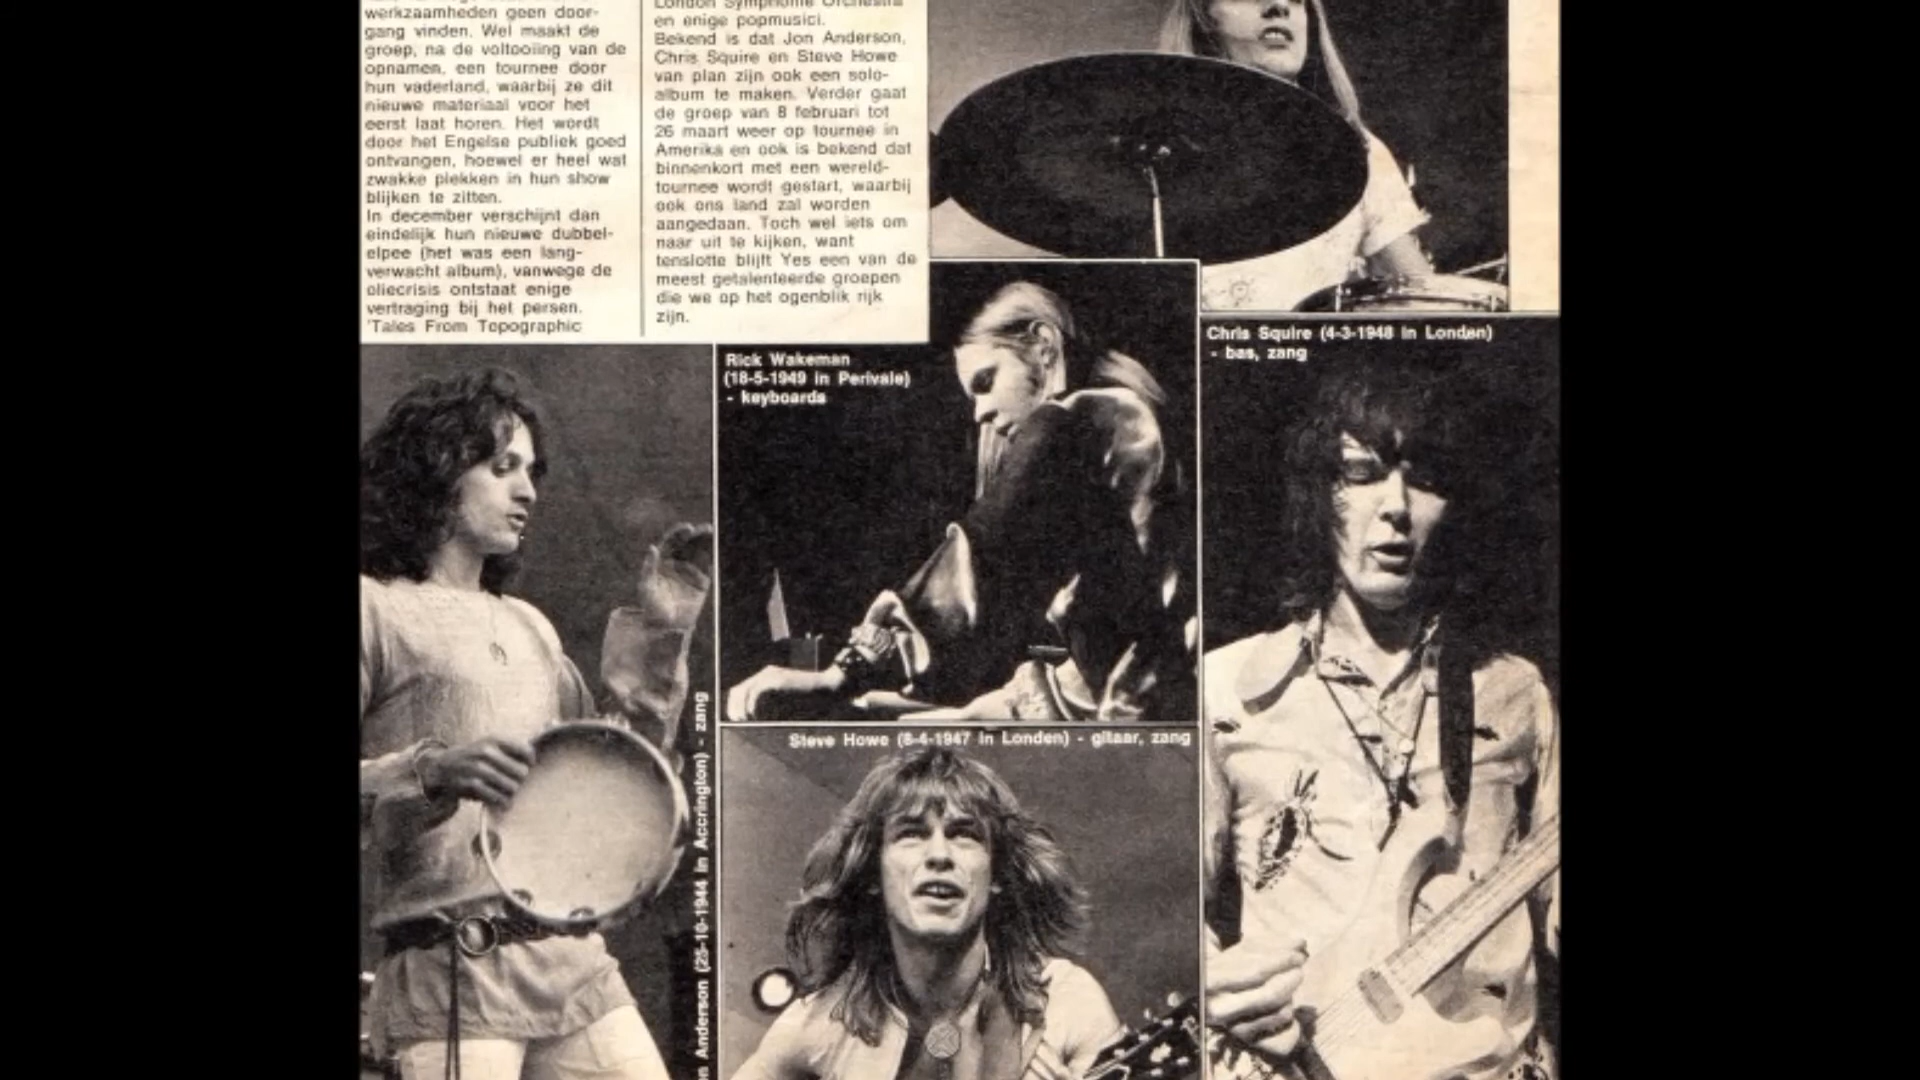 werkzaamheden geen door-
gang vinden. Wel maakt de
groep, na de voltooiing van de
opnamen, een tournee door
hun vaderland, waarbij ze dit
nieuwe materiaal voor het
eerst laat horen. Het wordt
door het Engelse publiek goed
ontvangen, hoewel er heel wat
zwakke plekken in hun show
blijken te zitten.
In december verschijnt dan
eindelijk hun nieuwe dubbel-
elpee (het was een lang-
verwacht album), vanwege de
oliecrisis ontstaat enige
vertraging bij het persen.
'Tales From Topographic
London Symphonie Orchestra
en enige popmusici.
Bekend is dat Jon Anderson,
Chris Squire en Steve Howe
van plan zijn ook een solo-
album te maken. Verder gaat
de groep van 8 februari tot
26 maart weer op tournee in
Amerika en ook is bekend dat
binnenkort met een wereld-
tournee wordt gestart, waarbij
ook ons land zal worden
aangedaan. Toch wel iets om
naar uit te kijken, want
tenslotte blijft Yes een van de
meest getalenteerde groepen
die we op het ogenblik rijk
zijn.
Rick Wakeman
(18-5-1949 in Perivale)
- keyboards
Chris Squire (4-3-1948 in Londen)
- bas, zang
Steve Howe (8-4-1947 in Londen) - gitaar, zang
Anderson (25-10-1944 in Accrington) - zang